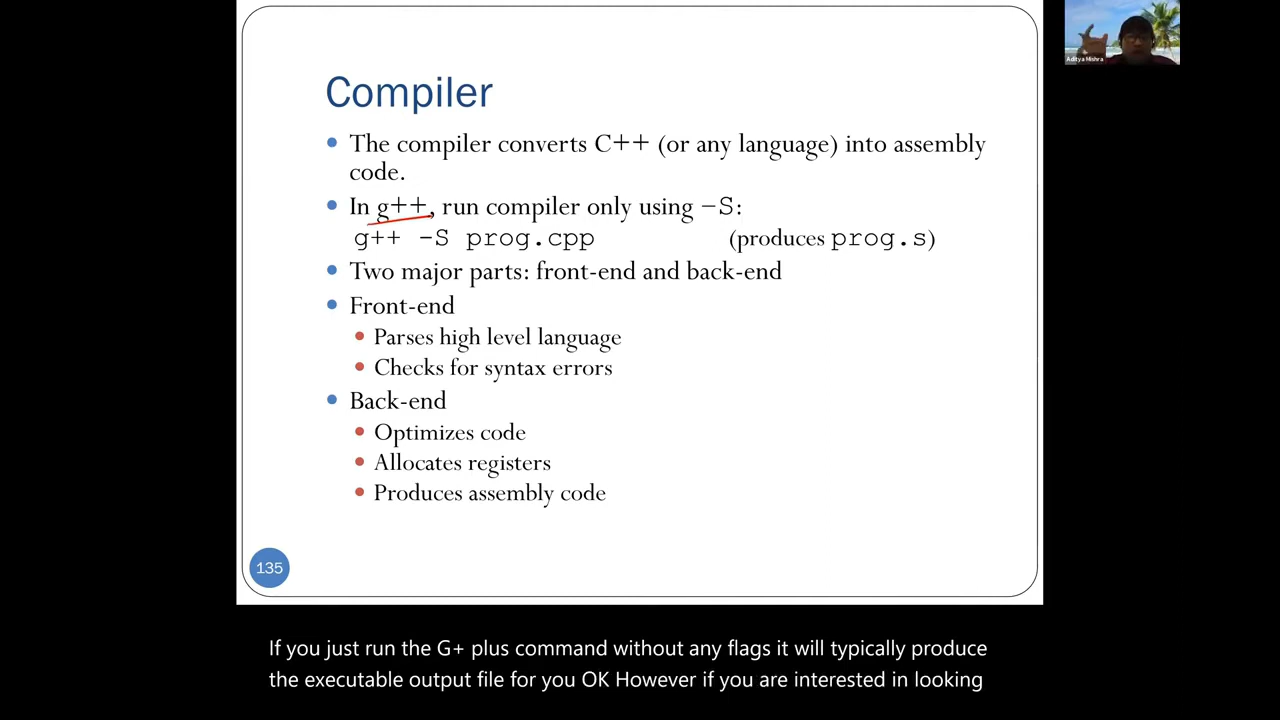 Aditya Mishra
Compiler
The compiler converts C++ (or any language) into assembly
code.
In g++, run compiler only using –S:
g++ -S prog.cpp (produces prog.s)
Two major parts: front-end and back-end
Front-end
Parses high level language
Checks for syntax errors
Back-end
Optimizes code
Allocates registers
Produces assembly code
135
If you just run the G+ plus command without any flags it will typically produce
the executable output file for you OK However if you are interested in looking